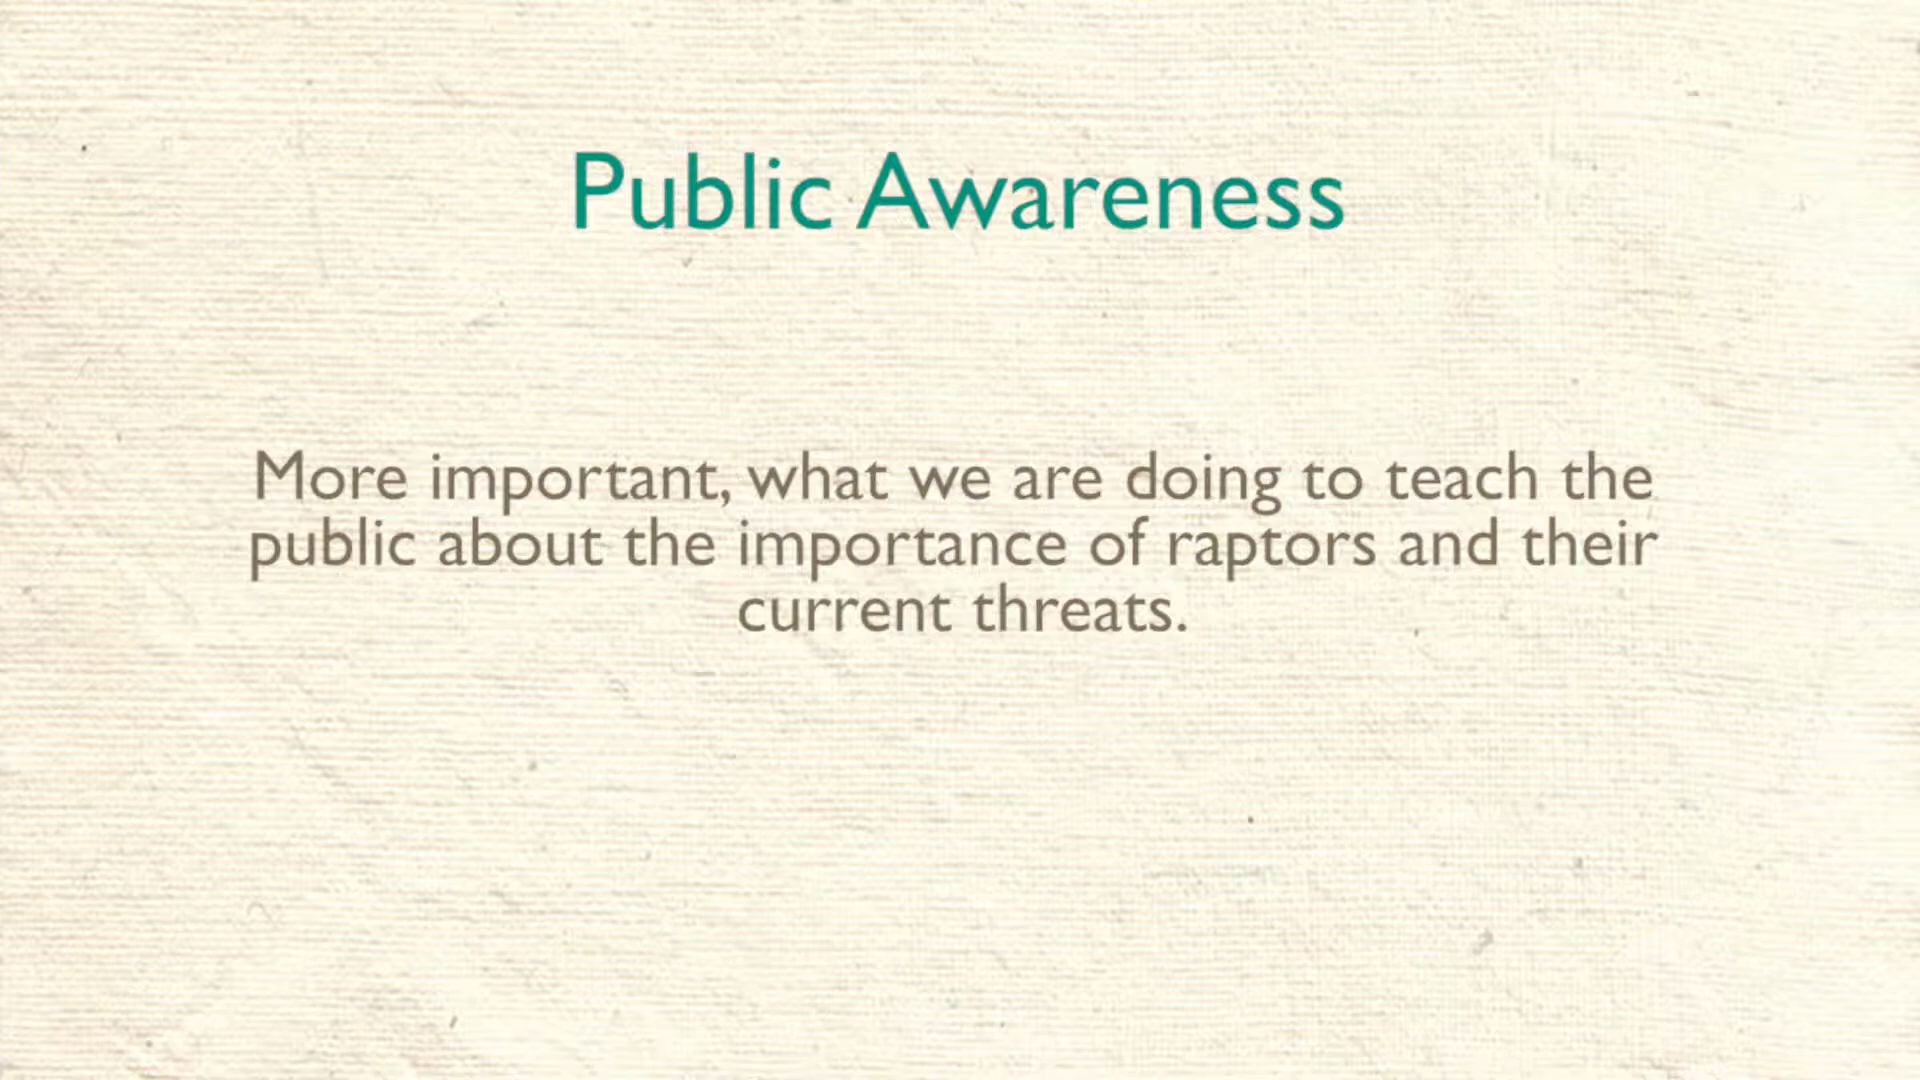 Public Awareness
More important, what we are doing to teach the
public about the importance of raptors and their
current threats.